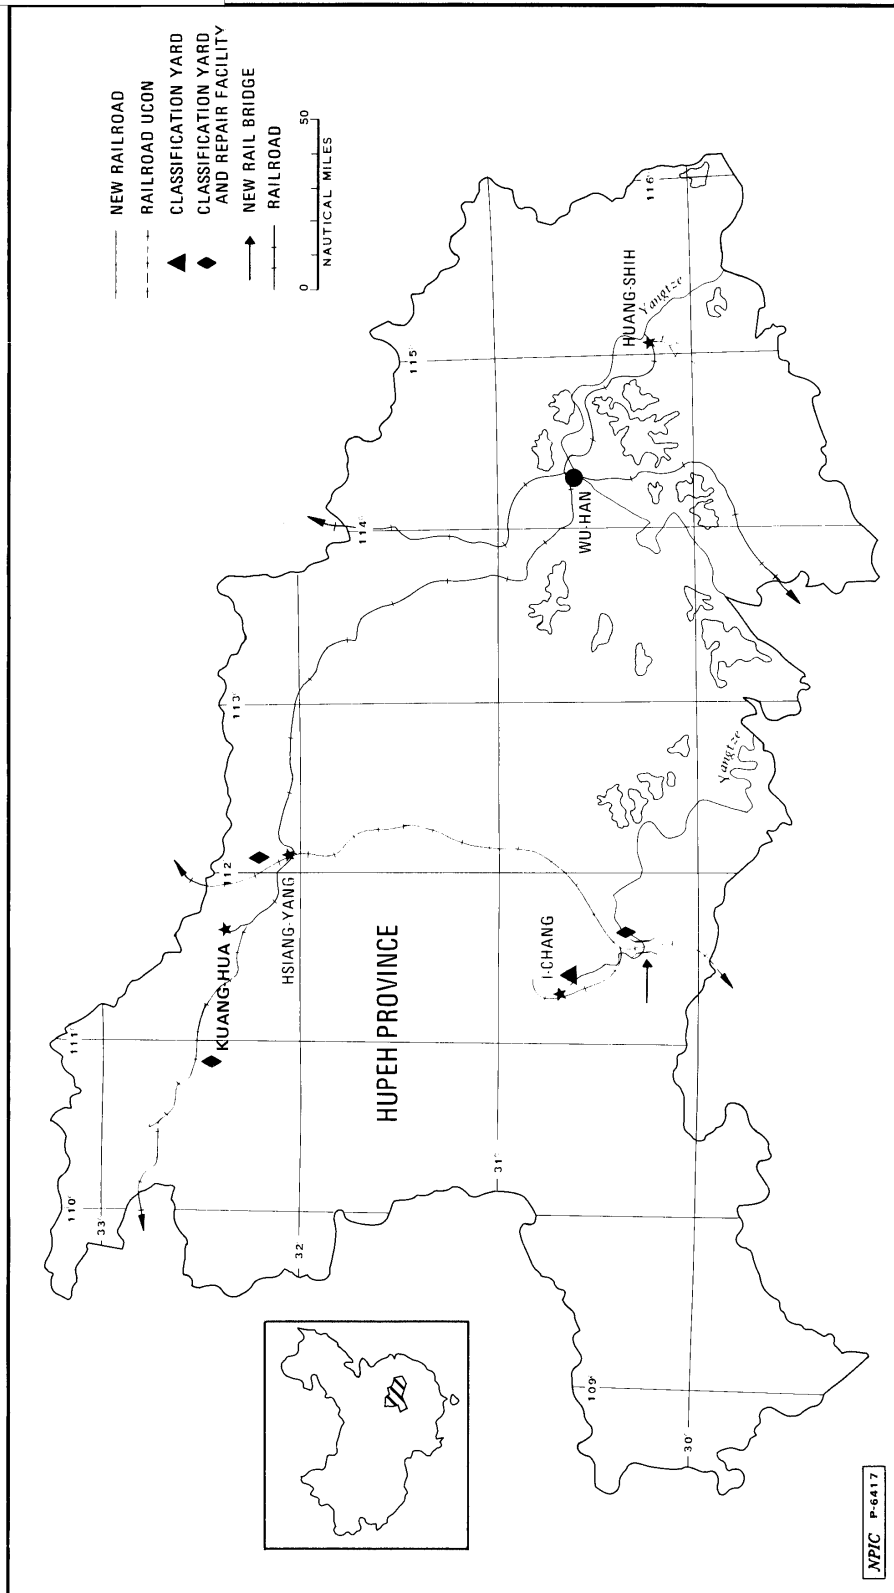 NEW RAILROAD
RAILROAD UCON
CLASSIFICATION YARD
CLASSIFICATION YARD
AND REPAIR FACILITY
NEW RAIL BRIDGE
RAILROAD
0 50
NAUTICAL MILES
110°
111°
112
113°
114°
115°
116°
33
32
31°
30°
109°
KUANG-HUA
HSIANG-YANG
HUPEH PROVINCE
I-CHANG
WU-HAN
HUANG-SHIH
Yangtze
Yangtze
NPIC P-6417